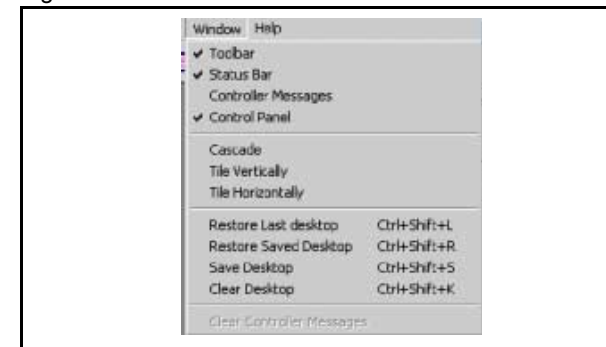 Window Help
✔ Toolbar
✔ Status Bar
Controller Messages
✔ Control Panel
Cascade
Tile Vertically
Tile Horizontally
Restore Last desktop Ctrl+Shift+L
Restore Saved Desktop Ctrl+Shift+R
Save Desktop Ctrl+Shift+S
Clear Desktop Ctrl+Shift+K
Clear Controller Messages